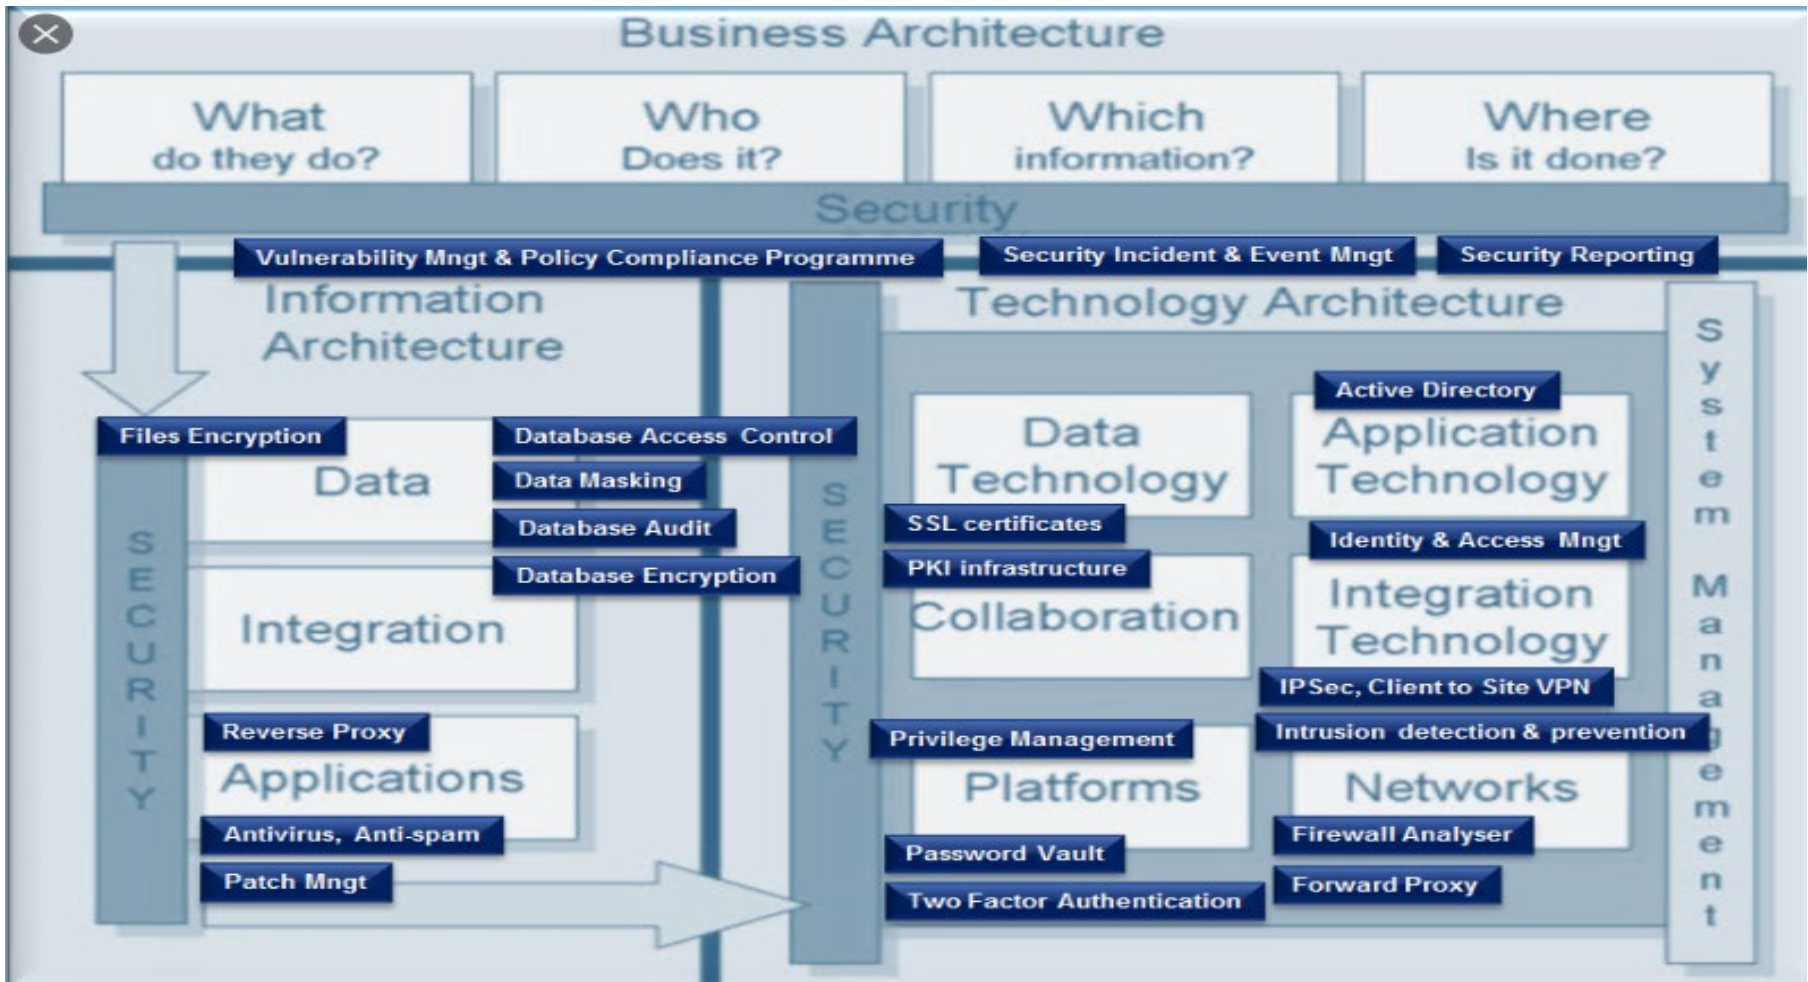 Business Architecture
What
do they do?
Who
Does it?
Which
information?
Where
Is it done?
Security
Vulnerability Mngt & Policy Compliance Programme
Security Incident & Event Mngt
Security Reporting
Information
Architecture
Files Encryption
SECURITY
Data
Database Access Control
Data Masking
Database Audit
Database Encryption
Integration
Reverse Proxy
Applications
Antivirus, Anti-spam
Patch Mngt
Technology Architecture
SECURITY
Data
Technology
Active Directory
Application
Technology
SSL certificates
PKI infrastructure
Collaboration
Identity & Access Mngt
Integration
Technology
IPSec, Client to Site VPN
Intrusion detection & prevention
Privilege Management
Platforms
Networks
Password Vault
Two Factor Authentication
Firewall Analyser
Forward Proxy
System Management